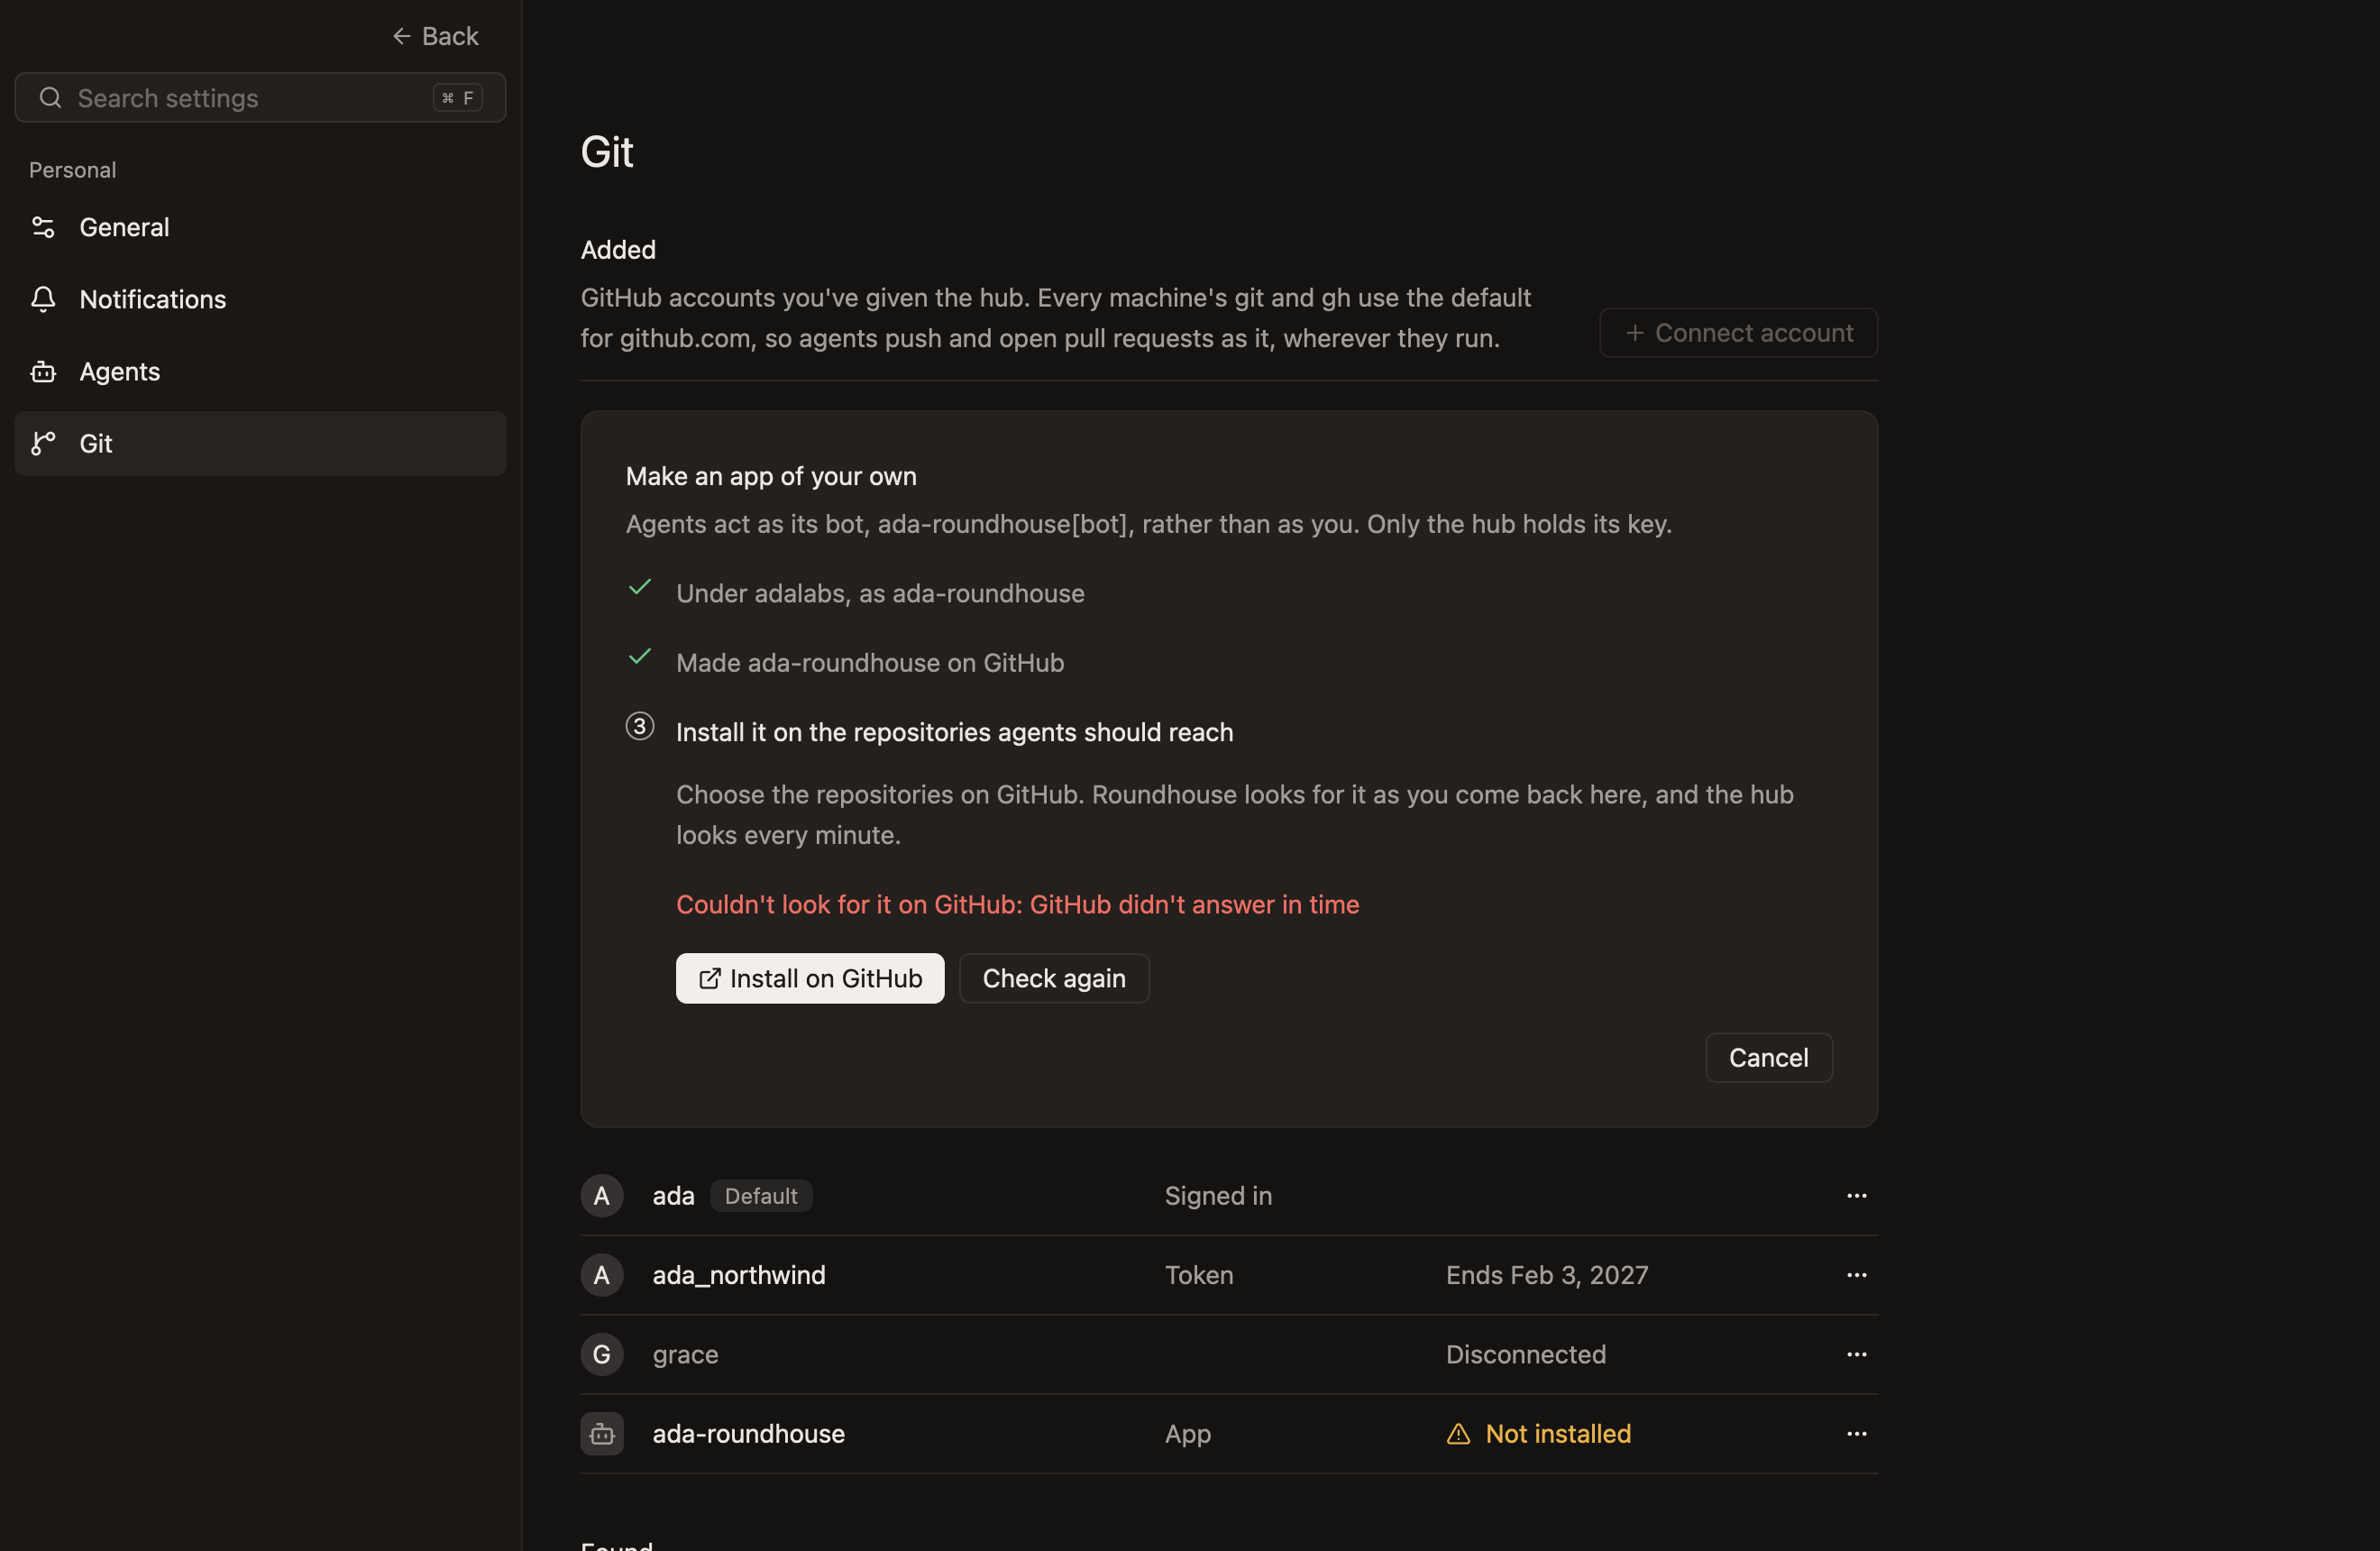 Back
Search settings
⌘ F
Personal
General
Notifications
Agents
Git
Git
Added
GitHub accounts you've given the hub. Every machine's git and gh use the default
for github.com, so agents push and open pull requests as it, wherever they run.
Connect account
Make an app of your own
Agents act as its bot, ada-roundhouse[bot], rather than as you. Only the hub holds its key.
Under adalabs, as ada-roundhouse
Made ada-roundhouse on GitHub
3 Install it on the repositories agents should reach
Choose the repositories on GitHub. Roundhouse looks for it as you come back here, and the hub
looks every minute.
Couldn't look for it on GitHub: GitHub didn't answer in time
Install on GitHub
Check again
Cancel
A ada Default Signed in
A ada_northwind Token Ends Feb 3, 2027
G grace Disconnected
ada-roundhouse App Not installed